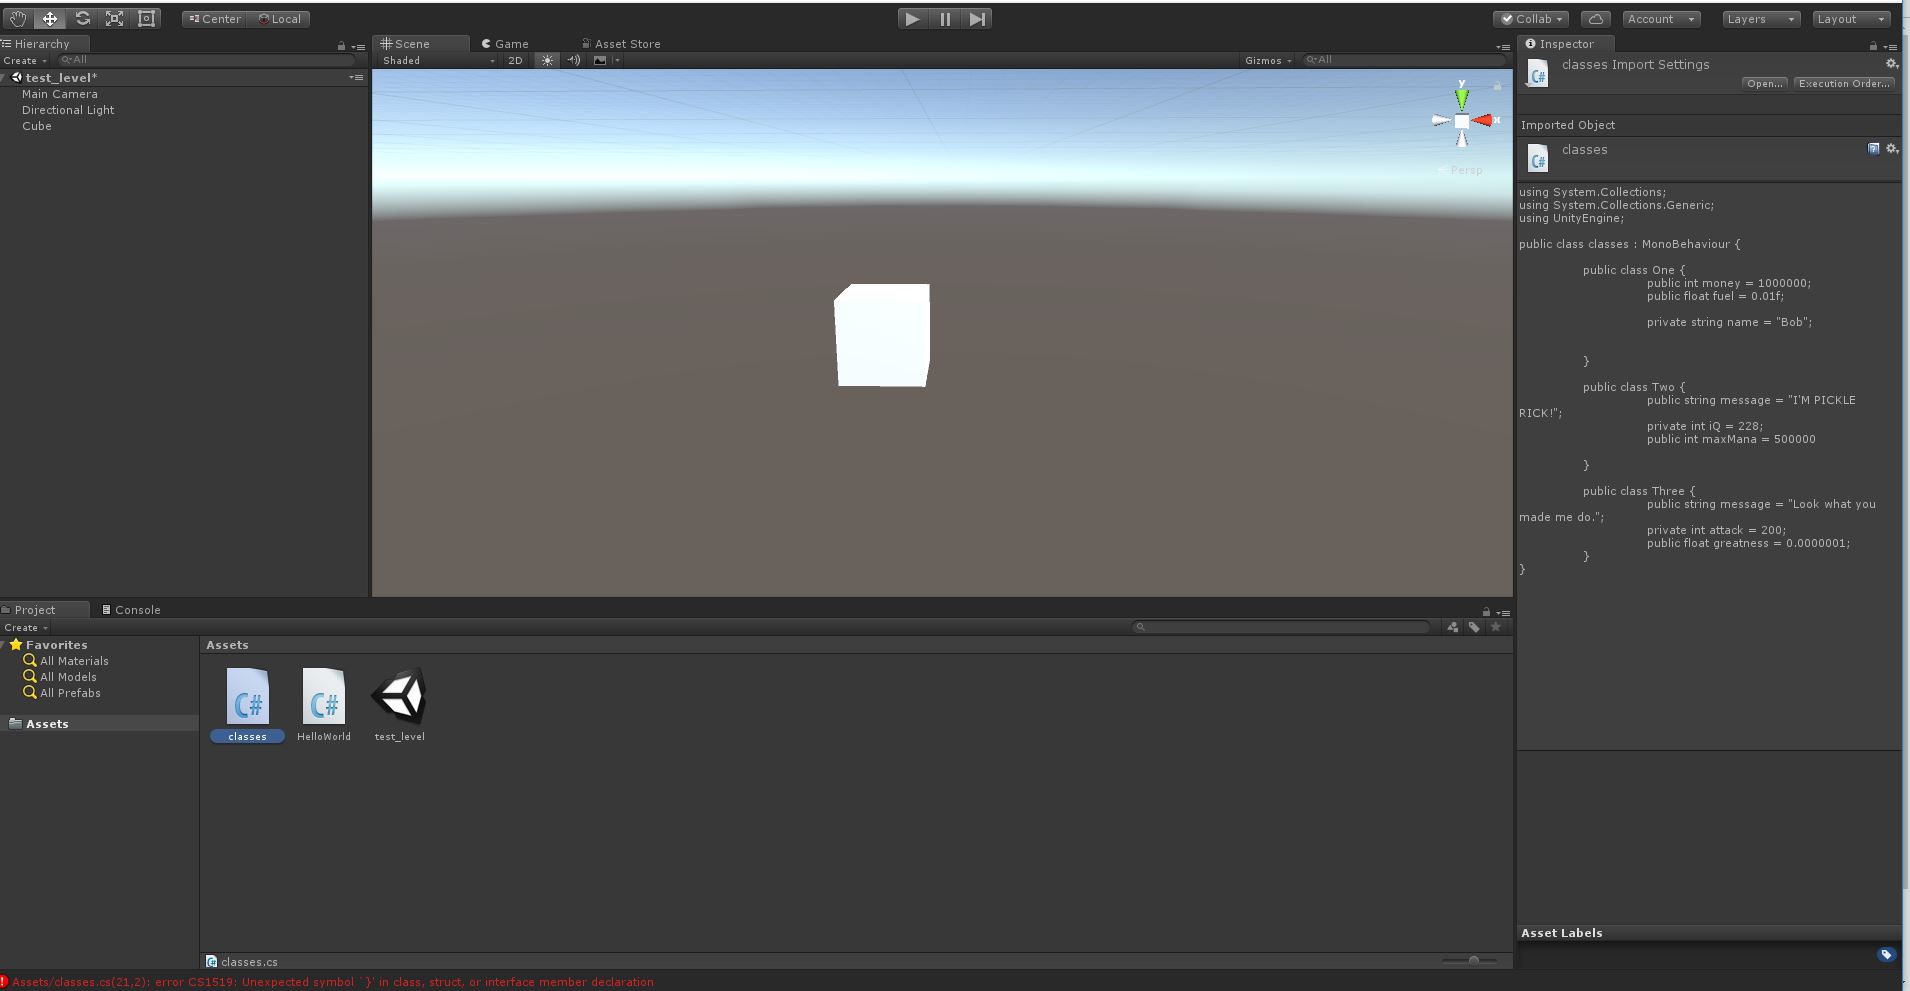 Center Local
Collab Account Layers Layout
Hierarchy
Create All
test_level*
Main Camera
Directional Light
Cube
Scene Game Asset Store
Shaded 2D Gizmos All
y
x
Persp
Inspector
classes Import Settings
Open... Execution Order...
Imported Object
classes
using System.Collections;
using System.Collections.Generic;
using UnityEngine;
public class classes : MonoBehaviour {
public class One {
public int money = 1000000;
public float fuel = 0.01f;
private string name = "Bob";
}
public class Two {
public string message = "I'M PICKLE
RICK!";
private int iQ = 228;
public int maxMana = 500000
}
public class Three {
public string message = "Look what you
made me do.";
private int attack = 200;
public float greatness = 0.0000001;
}
}
Project Console
Create
Favorites
All Materials
All Models
All Prefabs
Assets
Assets
C# C#
classes HelloWorld test_level
classes.cs
Asset Labels
Assets/classes.cs(21,2): error CS1519: Unexpected symbol `}' in class, struct, or interface member declaration